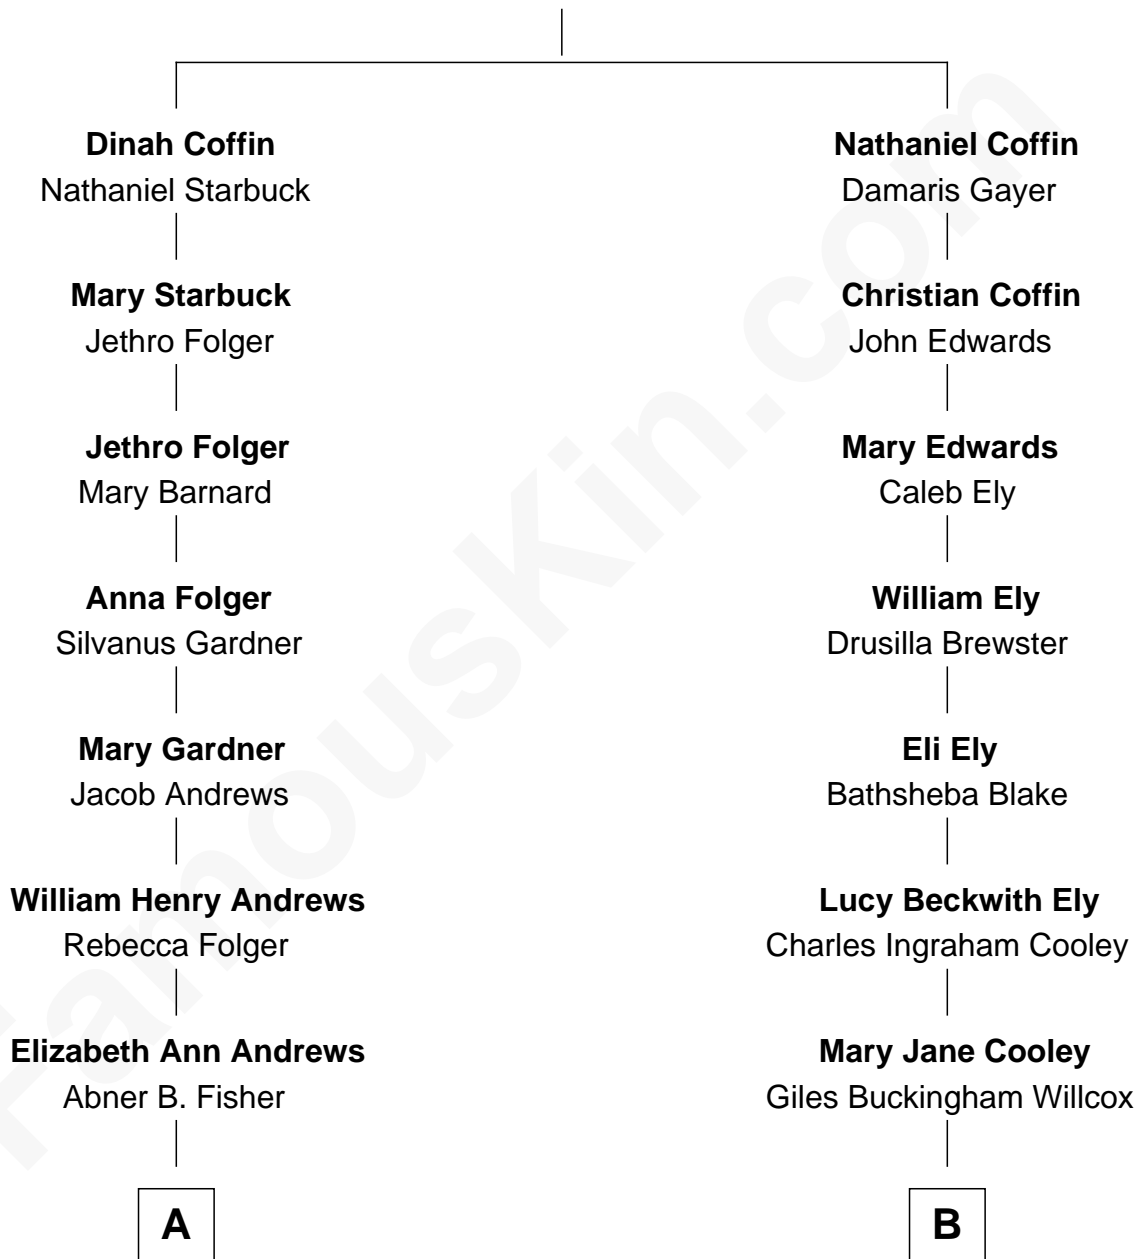 Dinah Coffin
Nathaniel Starbuck
Mary Starbuck
Jethro Folger
Jethro Folger
Mary Barnard
Anna Folger
Silvanus Gardner
Mary Gardner
Jacob Andrews
William Henry Andrews
Rebecca Folger
Elizabeth Ann Andrews
Abner B. Fisher
A
Nathaniel Coffin
Damaris Gayer
Christian Coffin
John Edwards
Mary Edwards
Caleb Ely
William Ely
Drusilla Brewster
Eli Ely
Bathsheba Blake
Lucy Beckwith Ely
Charles Ingraham Cooley
Mary Jane Cooley
Giles Buckingham Willcox
B
FamousKin.com